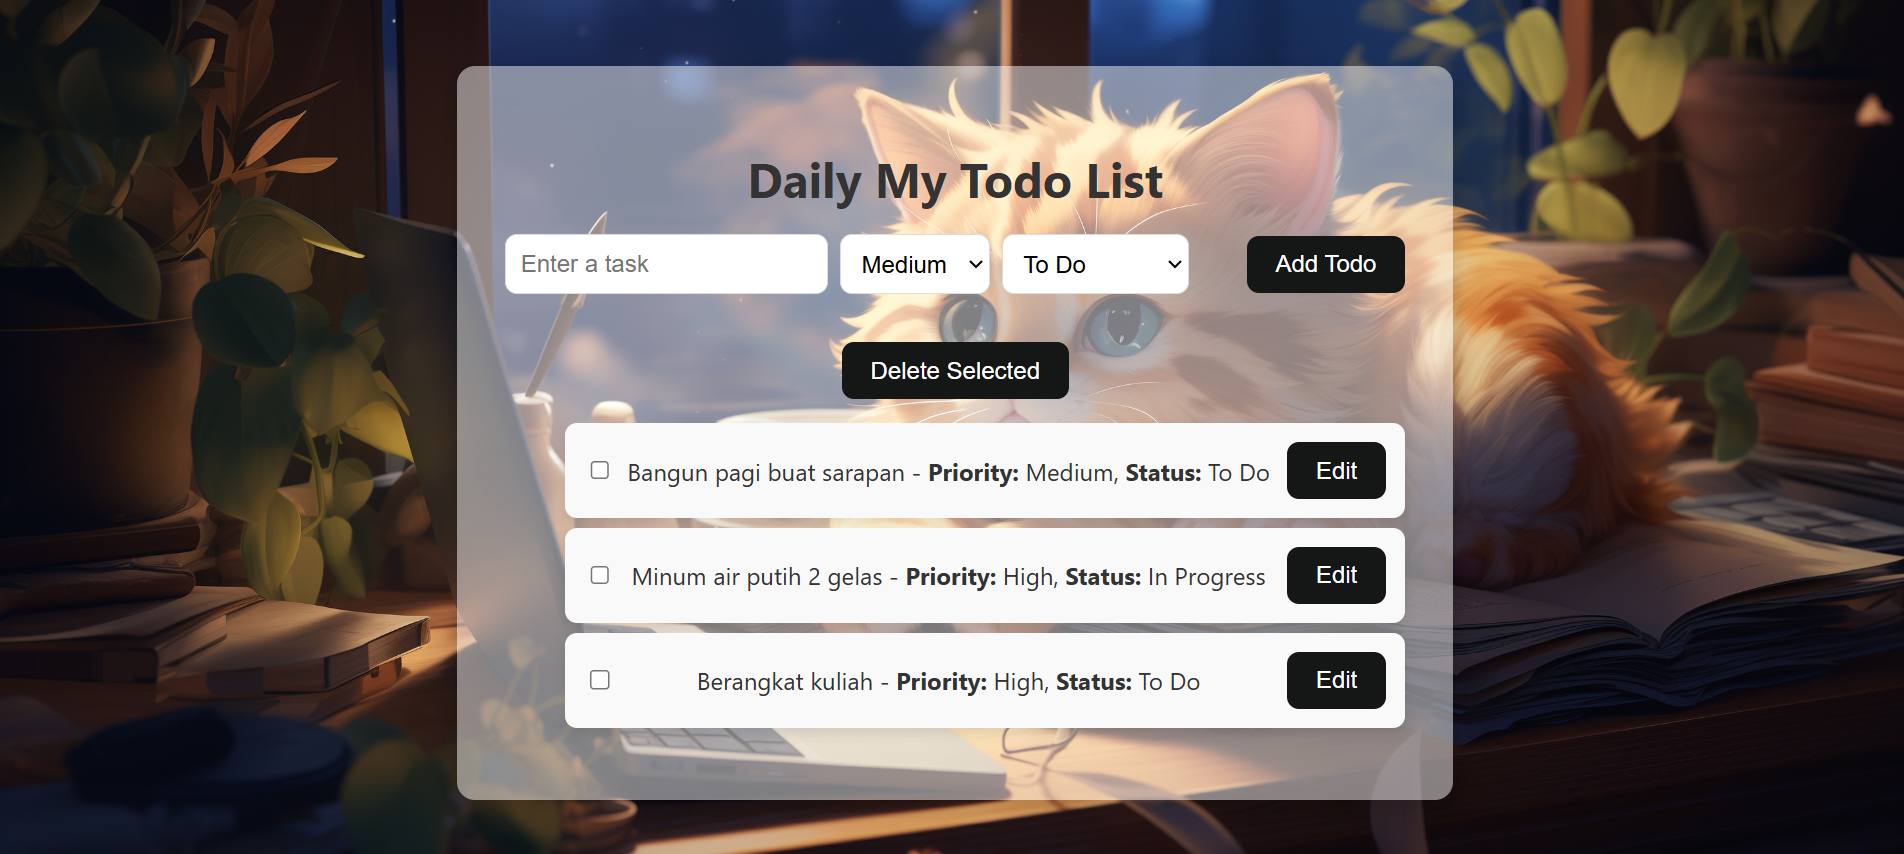 Daily My Todo List
Enter a task Medium To Do Add Todo
Delete Selected
Bangun pagi buat sarapan - Priority: Medium, Status: To Do Edit
Minum air putih 2 gelas - Priority: High, Status: In Progress Edit
Berangkat kuliah - Priority: High, Status: To Do Edit